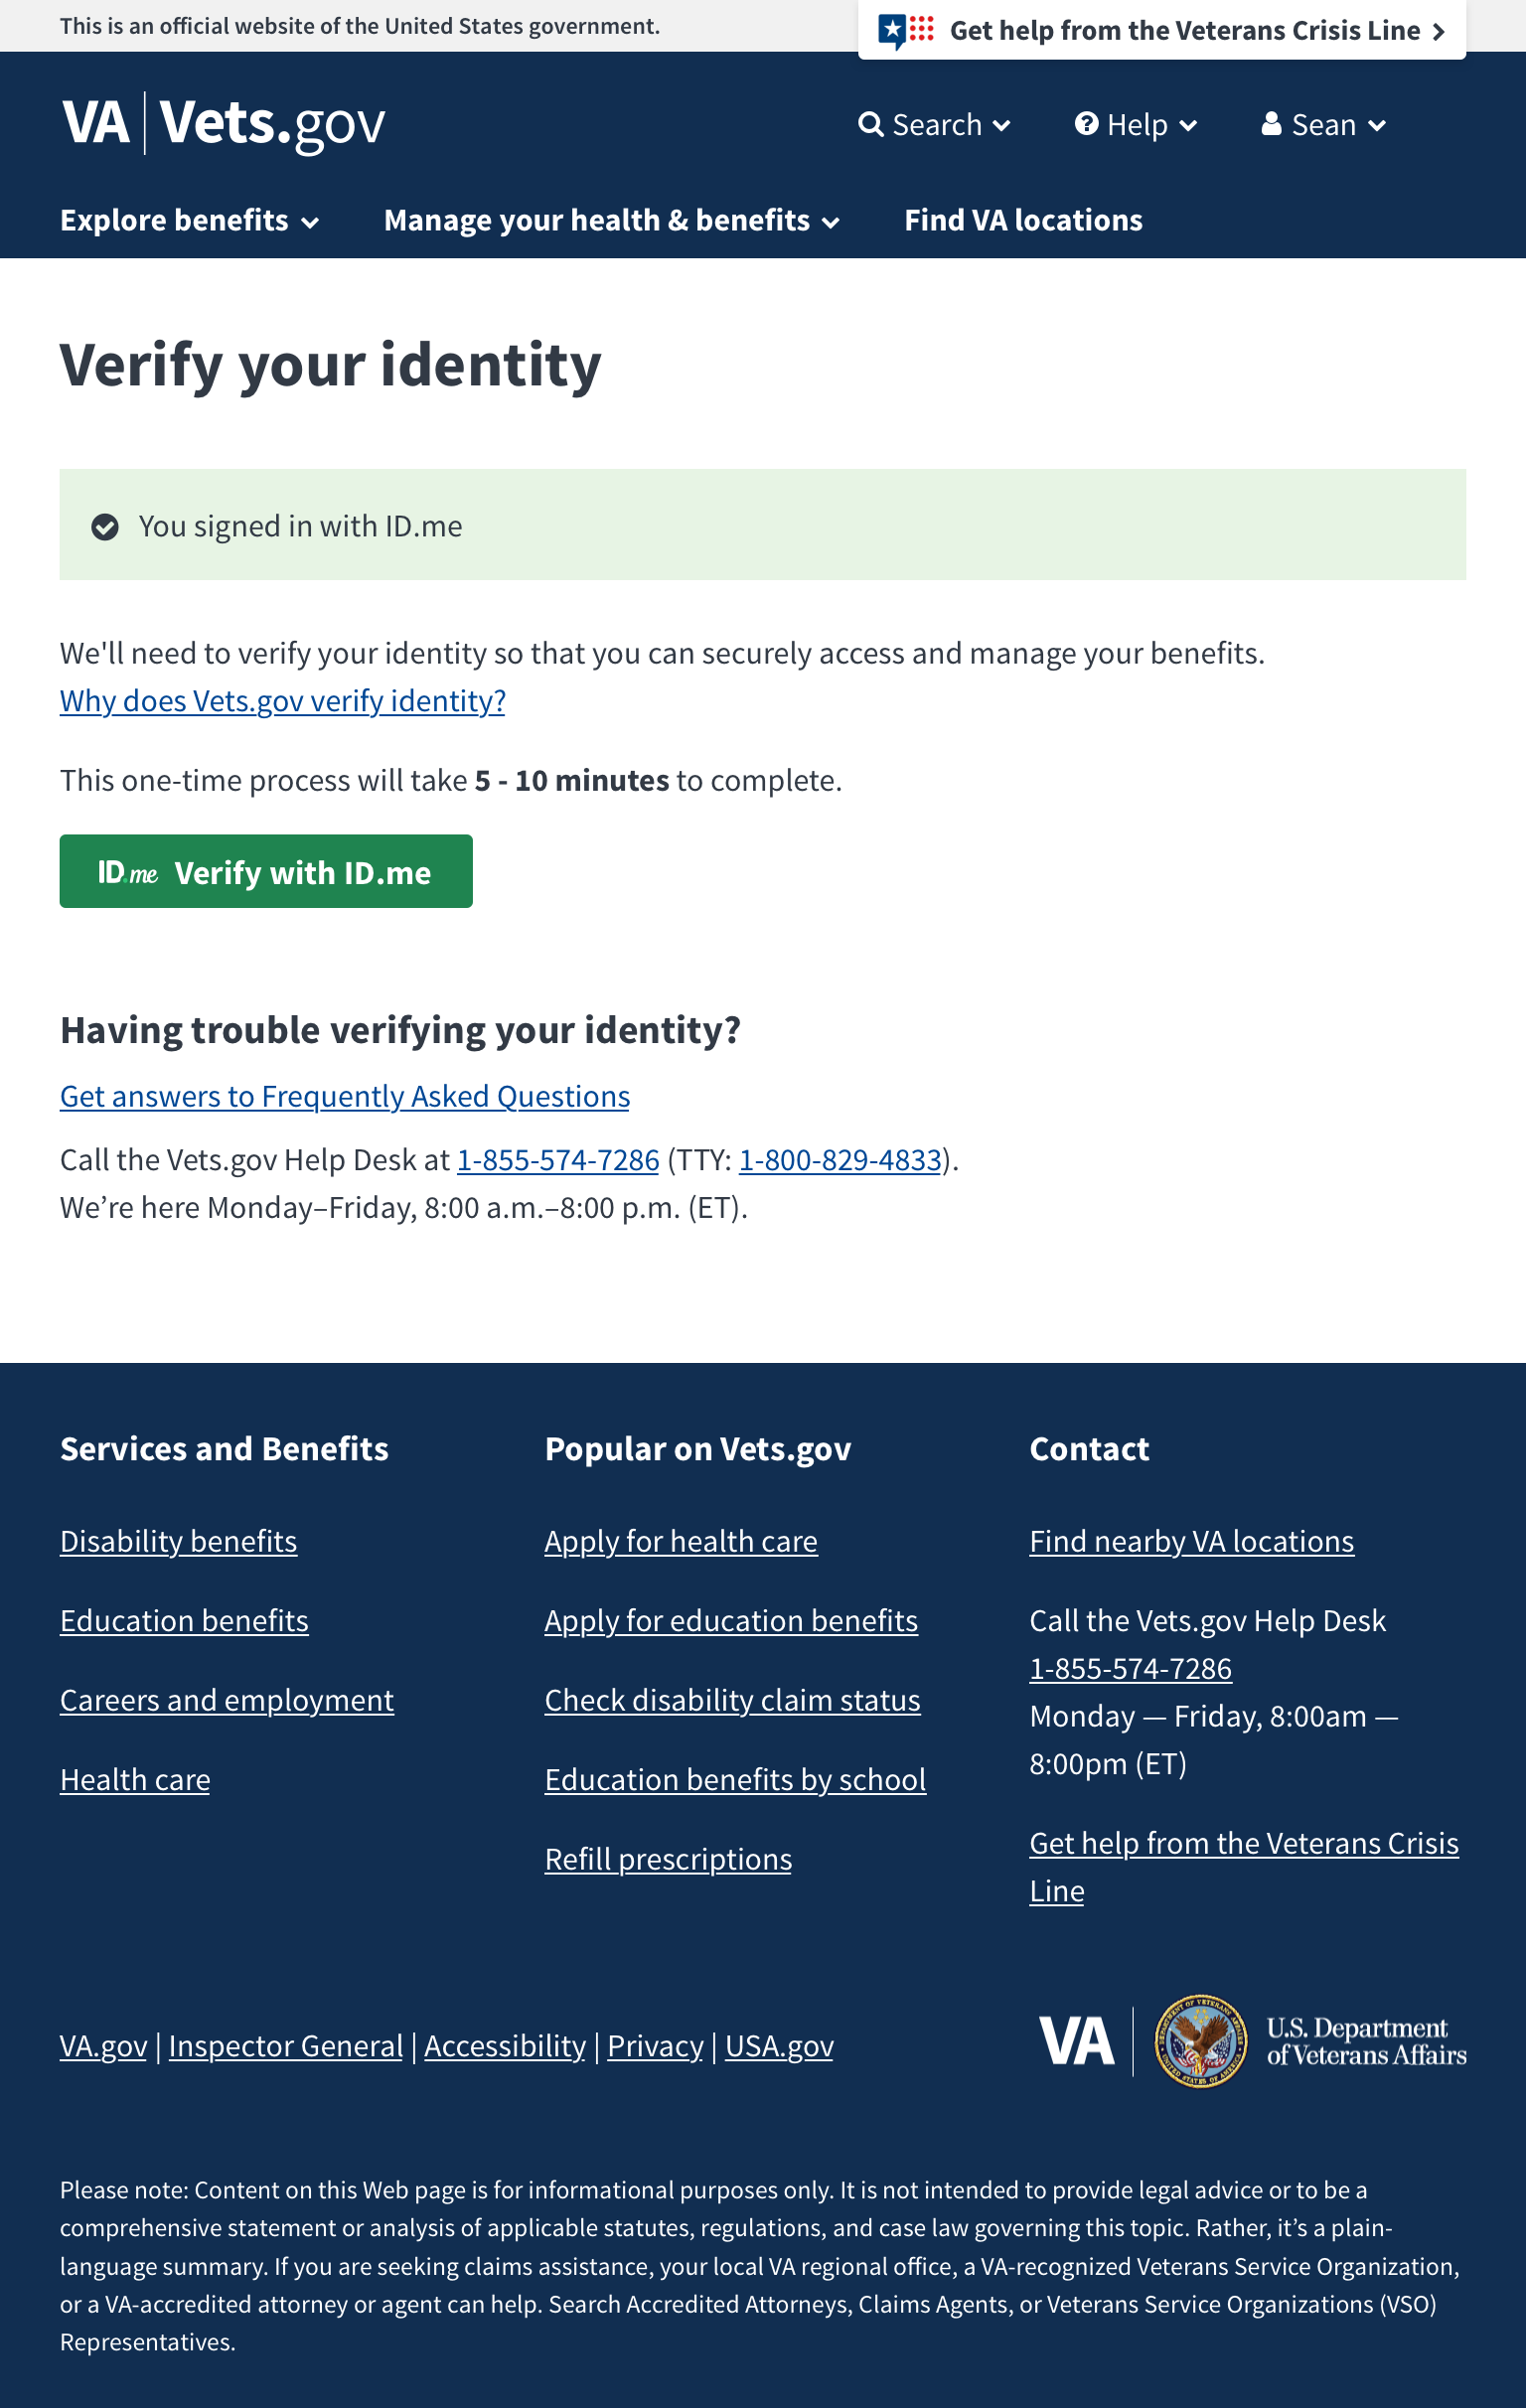 This is an official website of the United States government.
Get help from the Veterans Crisis Line
VA Vets.gov
Search Help Sean
Explore benefits Manage your health & benefits Find VA locations
Verify your identity
You signed in with ID.me
We'll need to verify your identity so that you can securely access and manage your benefits.
Why does Vets.gov verify identity?
This one-time process will take 5 - 10 minutes to complete.
ID.me Verify with ID.me
Having trouble verifying your identity?
Get answers to Frequently Asked Questions
Call the Vets.gov Help Desk at 1-855-574-7286 (TTY: 1-800-829-4833).
We’re here Monday–Friday, 8:00 a.m.–8:00 p.m. (ET).
Services and Benefits
Disability benefits
Education benefits
Careers and employment
Health care
Popular on Vets.gov
Apply for health care
Apply for education benefits
Check disability claim status
Education benefits by school
Refill prescriptions
Contact
Find nearby VA locations
Call the Vets.gov Help Desk
1-855-574-7286
Monday — Friday, 8:00am —
8:00pm (ET)
Get help from the Veterans Crisis
Line
VA.gov | Inspector General | Accessibility | Privacy | USA.gov
VA
DEPARTMENT OF VETERANS AFFAIRS
UNITED STATES OF AMERICA
U.S. Department
of Veterans Affairs
Please note: Content on this Web page is for informational purposes only. It is not intended to provide legal advice or to be a
comprehensive statement or analysis of applicable statutes, regulations, and case law governing this topic. Rather, it’s a plain-
language summary. If you are seeking claims assistance, your local VA regional office, a VA-recognized Veterans Service Organization,
or a VA-accredited attorney or agent can help. Search Accredited Attorneys, Claims Agents, or Veterans Service Organizations (VSO)
Representatives.